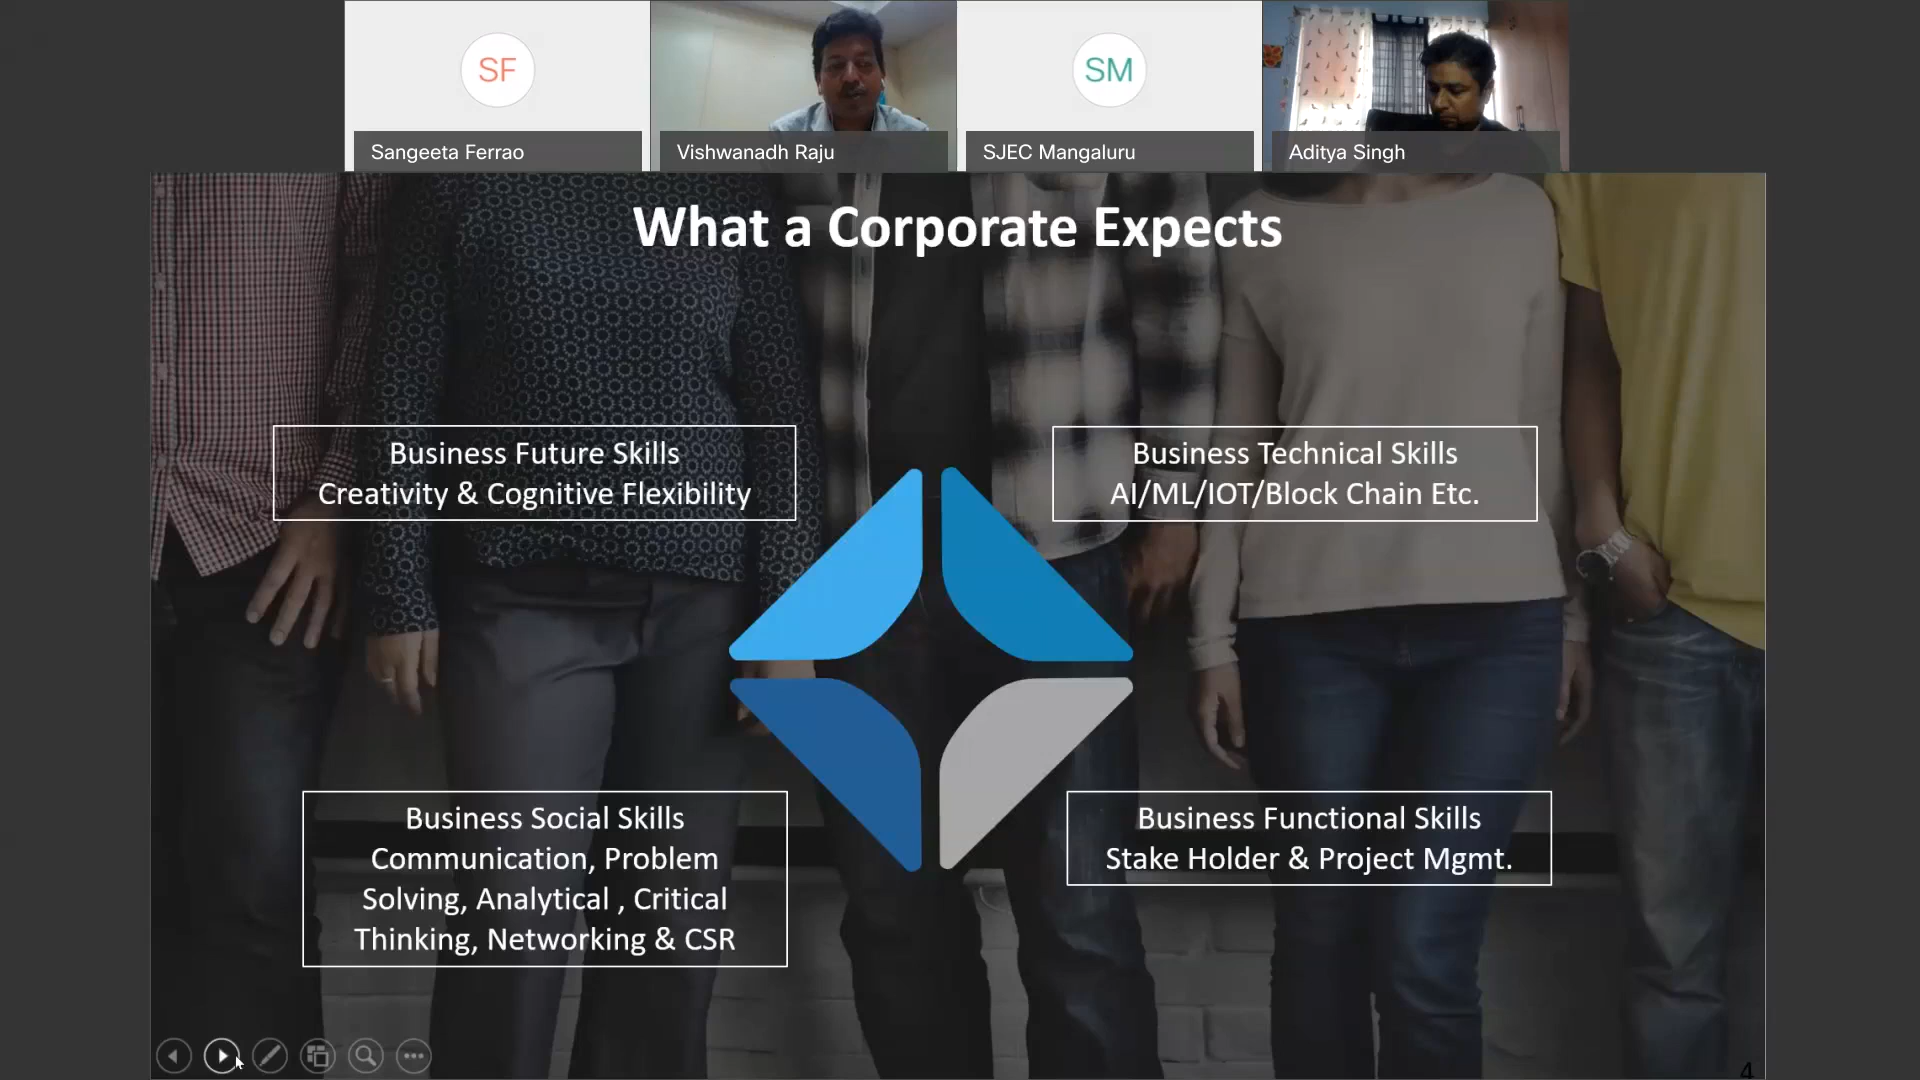 SF
SM
Sangeeta Ferrao
Vishwanadh Raju
SJEC Mangaluru
Aditya Singh
What a Corporate Expects
Business Future Skills
Creativity & Cognitive Flexibility
Business Technical Skills
AI/ML/IOT/Block Chain Etc.
Business Social Skills
Communication, Problem
Solving, Analytical , Critical
Thinking, Networking & CSR
Business Functional Skills
Stake Holder & Project Mgmt.
4